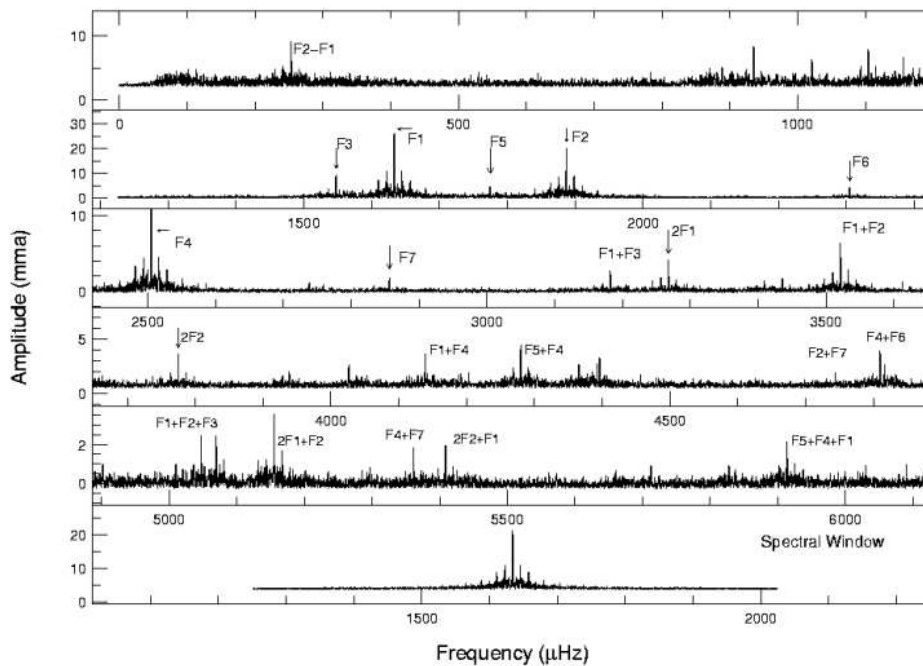 10
F2−F1
0
0 500 1000
30
20
10
0
F3 F1 F5 F2 F6
1500 2000
10
5
0
F4 F7 F1+F3 2F1 F1+F2
2500 3000 3500
5
0
2F2 F1+F4 F5+F4 F2+F7 F4+F6
4000 4500
2
0
F1+F2+F3 2F1+F2 F4+F7 2F2+F1 F5+F4+F1
5000 5500 6000
20
10
0
Spectral Window
1500 2000
Amplitude (mma)
Frequency (μHz)